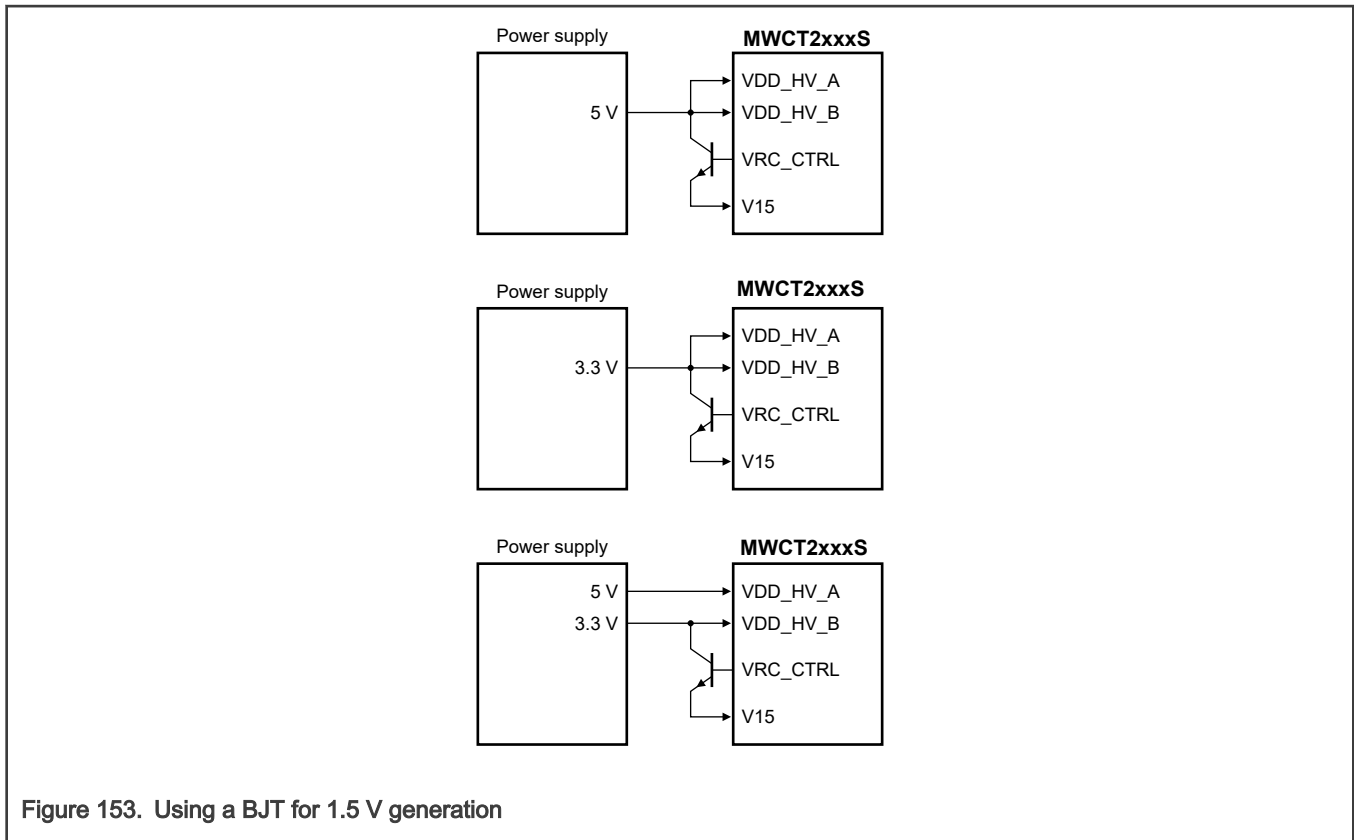 Power supply
MWCT2xxxS
5 V
VDD_HV_A
VDD_HV_B
VRC_CTRL
V15
Power supply
MWCT2xxxS
3.3 V
VDD_HV_A
VDD_HV_B
VRC_CTRL
V15
Power supply
MWCT2xxxS
5 V
3.3 V
VDD_HV_A
VDD_HV_B
VRC_CTRL
V15
Figure 153. Using a BJT for 1.5 V generation